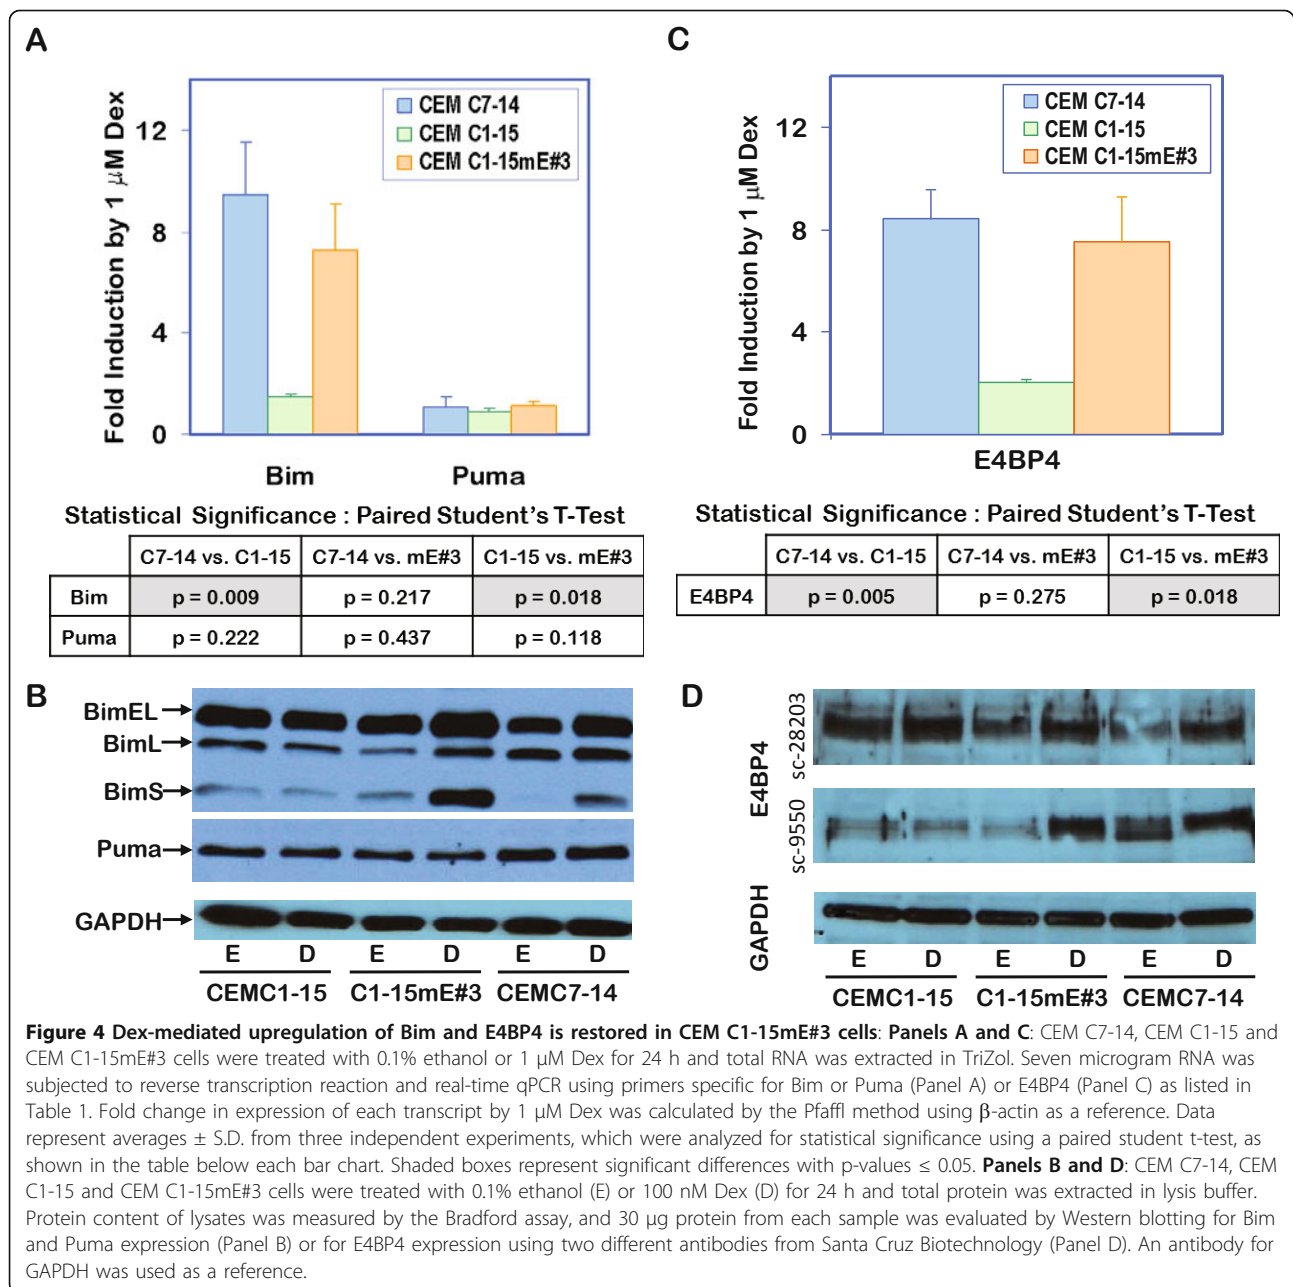 A
Fold Induction by 1 μM Dex
12
8
4
0
CEM C7-14
CEM C1-15
CEM C1-15mE#3
Bim Puma
Statistical Significance : Paired Student's T-Test
C7-14 vs. C1-15 C7-14 vs. mE#3 C1-15 vs. mE#3
Bim p = 0.009 p = 0.217 p = 0.018
Puma p = 0.222 p = 0.437 p = 0.118
C
Fold Induction by 1 μM Dex
12
8
4
0
CEM C7-14
CEM C1-15
CEM C1-15mE#3
E4BP4
Statistical Significance : Paired Student's T-Test
C7-14 vs. C1-15 C7-14 vs. mE#3 C1-15 vs. mE#3
E4BP4 p = 0.005 p = 0.275 p = 0.018
B
BimEL
BimL
BimS
Puma
GAPDH
E D E D E D
CEMC1-15 C1-15mE#3 CEMC7-14
D
E4BP4
sc-28203
sc-9550
GAPDH
E D E D E D
CEMC1-15 C1-15mE#3 CEMC7-14
Figure 4 Dex-mediated upregulation of Bim and E4BP4 is restored in CEM C1-15mE#3 cells: Panels A and C: CEM C7-14, CEM C1-15 and
CEM C1-15mE#3 cells were treated with 0.1% ethanol or 1 μM Dex for 24 h and total RNA was extracted in TriZol. Seven microgram RNA was
subjected to reverse transcription reaction and real-time qPCR using primers specific for Bim or Puma (Panel A) or E4BP4 (Panel C) as listed in
Table 1. Fold change in expression of each transcript by 1 μM Dex was calculated by the Pfaffl method using β-actin as a reference. Data
represent averages ± S.D. from three independent experiments, which were analyzed for statistical significance using a paired student t-test, as
shown in the table below each bar chart. Shaded boxes represent significant differences with p-values ≤ 0.05. Panels B and D: CEM C7-14, CEM
C1-15 and CEM C1-15mE#3 cells were treated with 0.1% ethanol (E) or 100 nM Dex (D) for 24 h and total protein was extracted in lysis buffer.
Protein content of lysates was measured by the Bradford assay, and 30 μg protein from each sample was evaluated by Western blotting for Bim
and Puma expression (Panel B) or for E4BP4 expression using two different antibodies from Santa Cruz Biotechnology (Panel D). An antibody for
GAPDH was used as a reference.